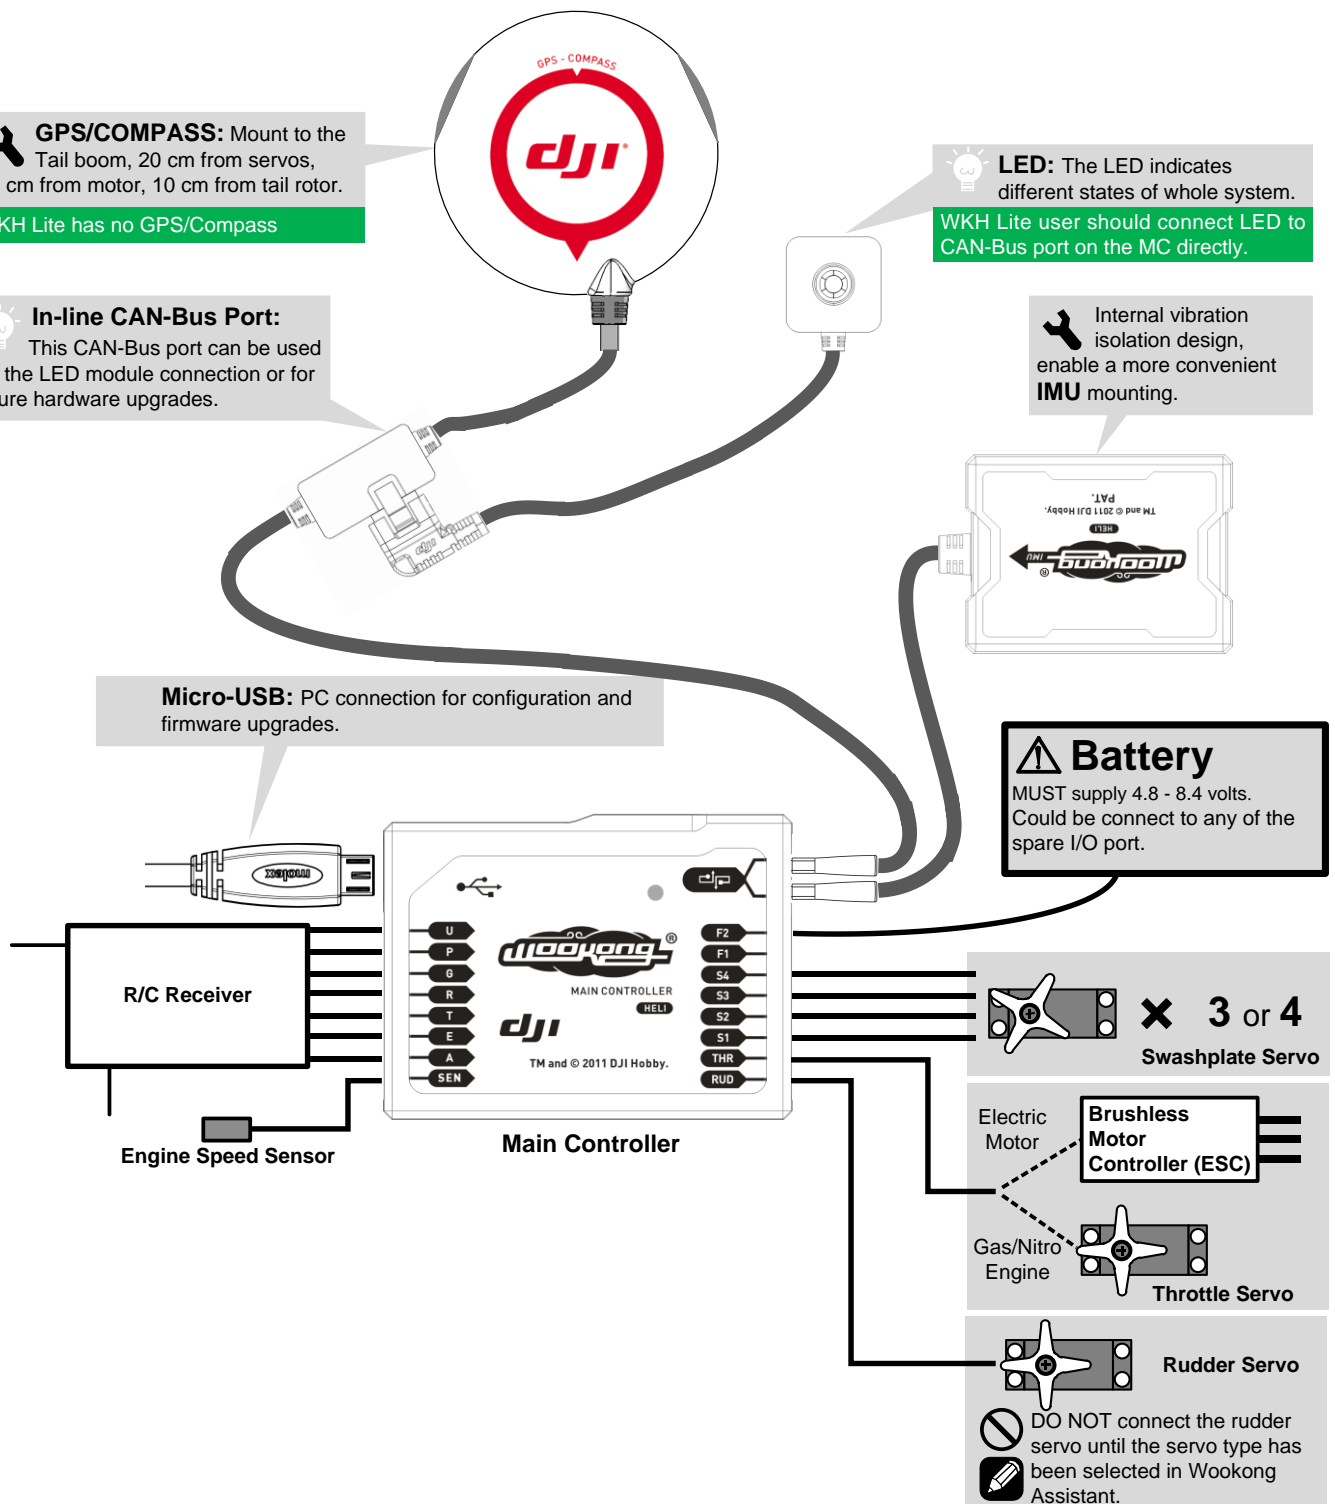 GPS - COMPASS
dji
GPS/COMPASS: Mount to the
Tail boom, 20 cm from servos,
cm from motor, 10 cm from tail rotor.
KH Lite has no GPS/Compass
LED: The LED indicates
different states of whole system.
WKH Lite user should connect LED to
CAN-Bus port on the MC directly.
In-line CAN-Bus Port:
This CAN-Bus port can be used
the LED module connection or for
ure hardware upgrades.
Internal vibration
isolation design,
enable a more convenient
IMU mounting.
dji
TM and © 2011 DJI Hobby.
PAT.
HELI
wookong ®
IMU
Micro-USB: PC connection for configuration and
firmware upgrades.
Battery
MUST supply 4.8 - 8.4 volts.
Could be connect to any of the
spare I/O port.
molex
R/C Receiver
U
P
G
R
T
E
A
SEN
wookong ®
MAIN CONTROLLER
HELI
dji
TM and © 2011 DJI Hobby.
F2
F1
S4
S3
S2
S1
THR
RUD
Main Controller
Engine Speed Sensor
3 or 4
Swashplate Servo
Electric
Motor
Brushless
Motor
Controller (ESC)
Gas/Nitro
Engine
Throttle Servo
Rudder Servo
DO NOT connect the rudder
servo until the servo type has
been selected in Wookong
Assistant.